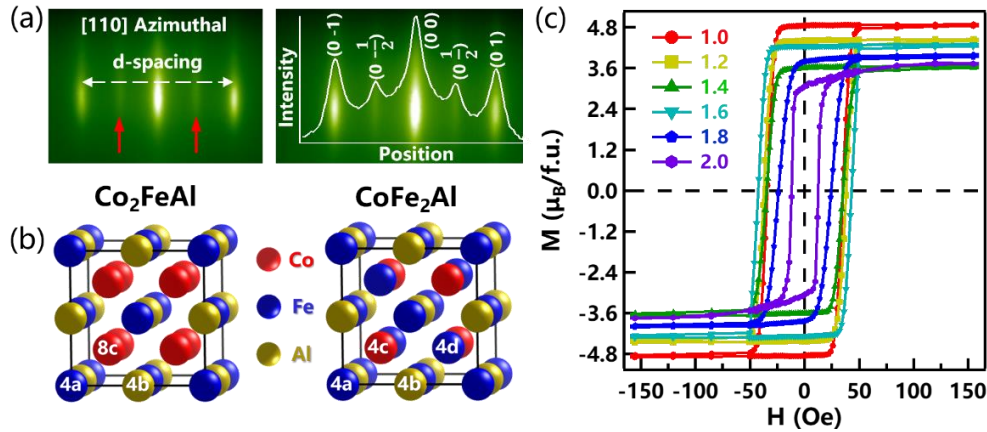 (a)
[110] Azimuthal
d-spacing
Intensity
Position
(0 -1)
(0 -1/2)
(0 0)
(0 1/2)
(0 1)
Co₂FeAl
CoFe₂Al
(b)
Co
Fe
Al
8c
4a
4b
4c
4d
4a
4b
(c)
M (μB/f.u.)
4.8
3.6
2.4
1.2
0.0
-1.2
-2.4
-3.6
-4.8
1.0
1.2
1.4
1.6
1.8
2.0
-150 -100 -50 0 50 100 150
H (Oe)